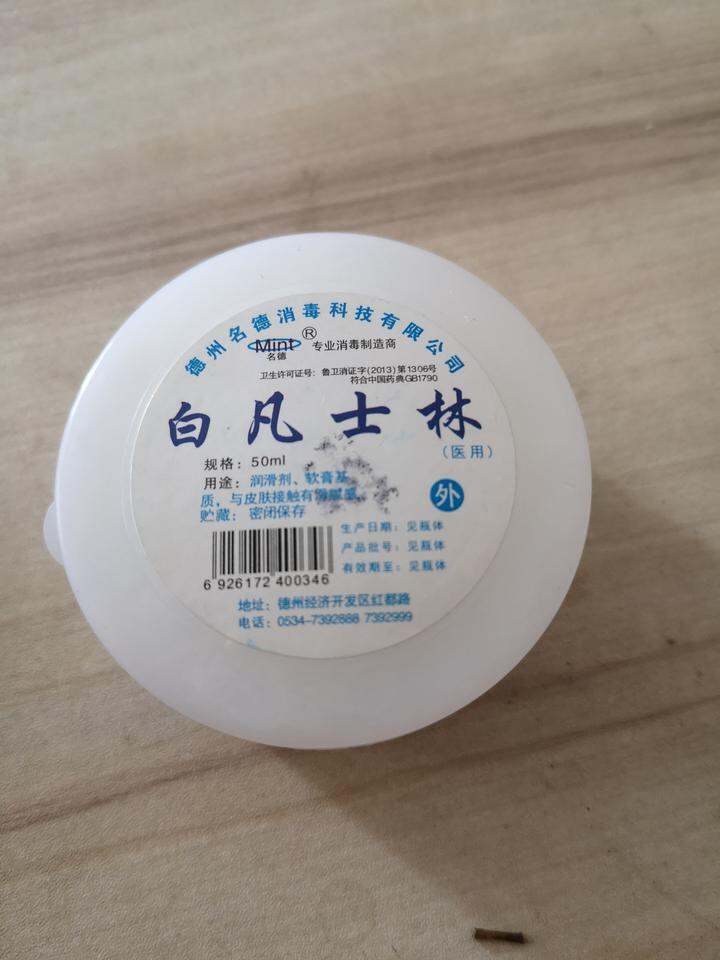 德州名德消毒科技有限公司
Mint®
名德
专业消毒制造商
卫生许可证号：鲁卫消证字(2013)第1306号
符合中国药典GB1790
白凡士林
（医用）
规格：50ml
用途：润滑剂、软膏基
质，与皮肤接触有滑腻感。
贮藏：密闭保存
外
生产日期：见瓶体
产品批号：见瓶体
有效期至：见瓶体
6 926172 400346
地址：德州经济开发区红都路
电话：0534-7392888 7392999